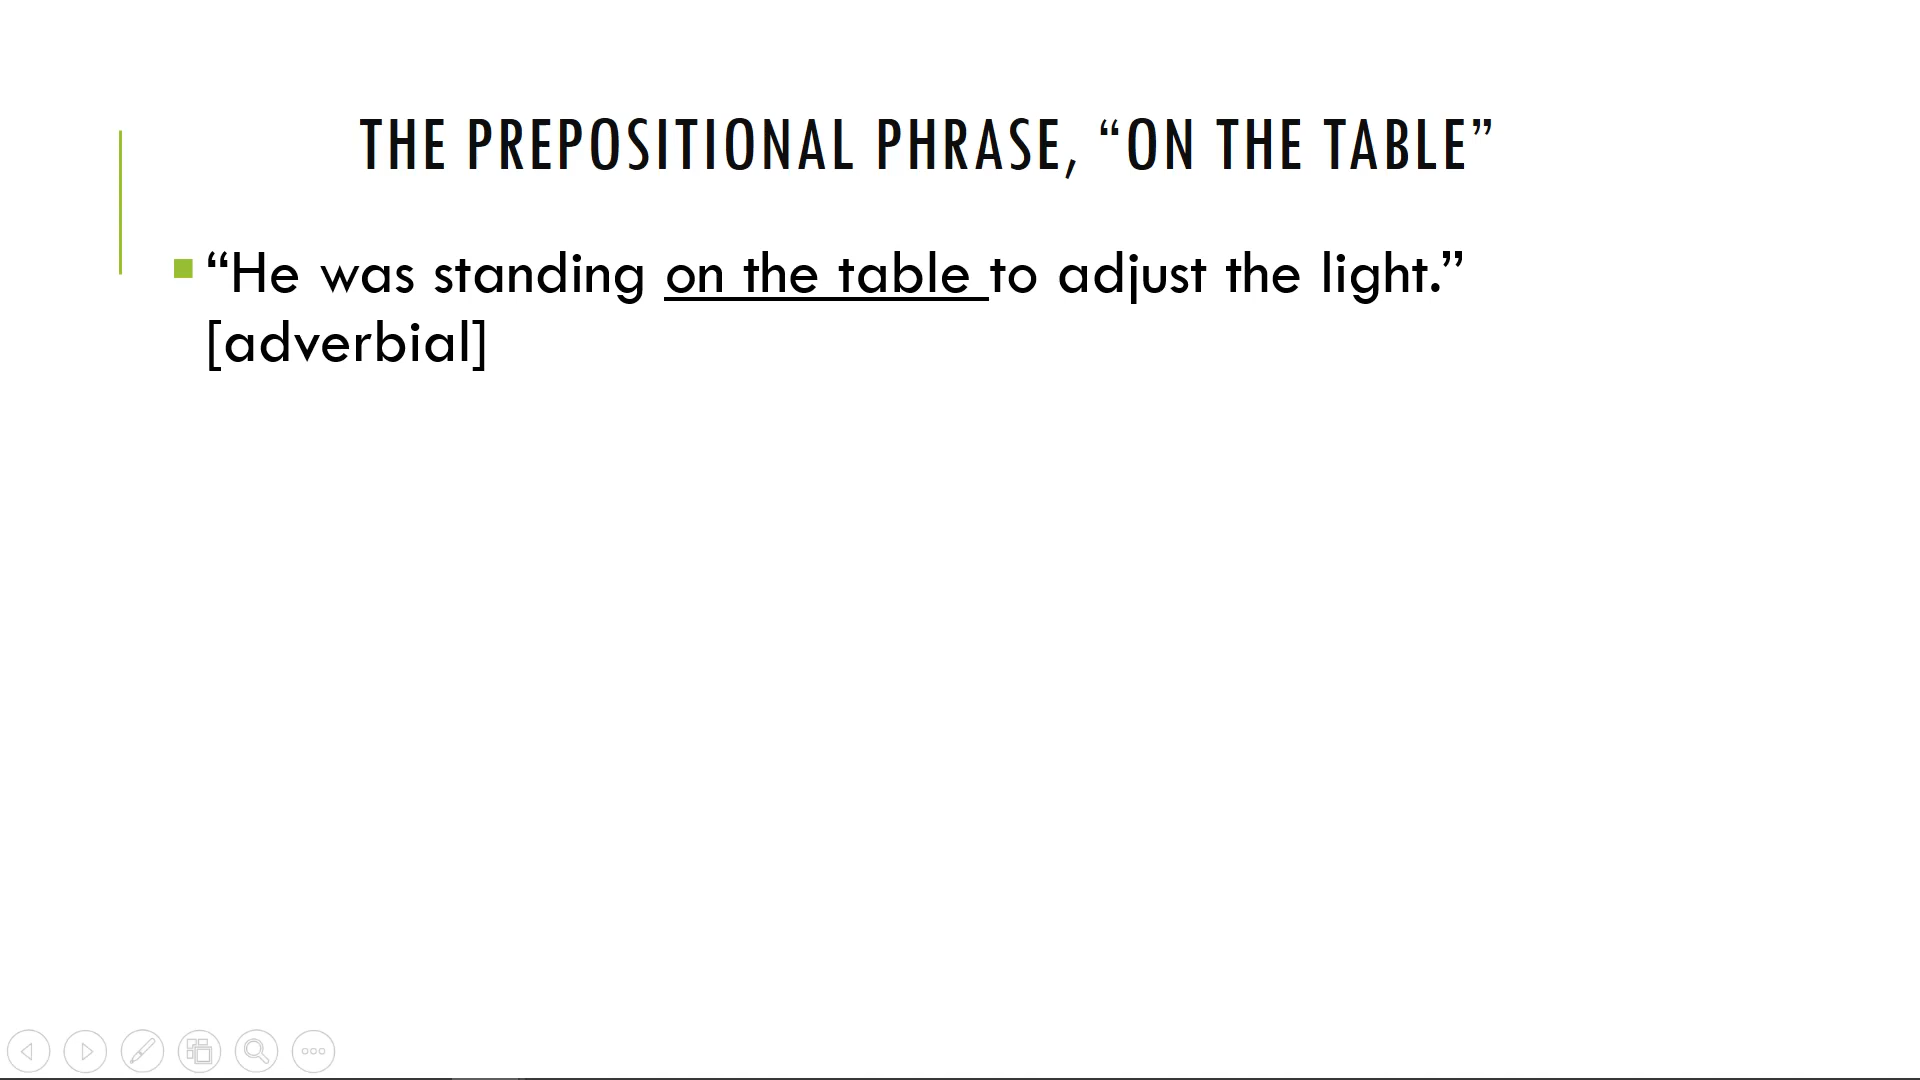 THE PREPOSITIONAL PHRASE, “ON THE TABLE”
“He was standing on the table to adjust the light.”
[adverbial]